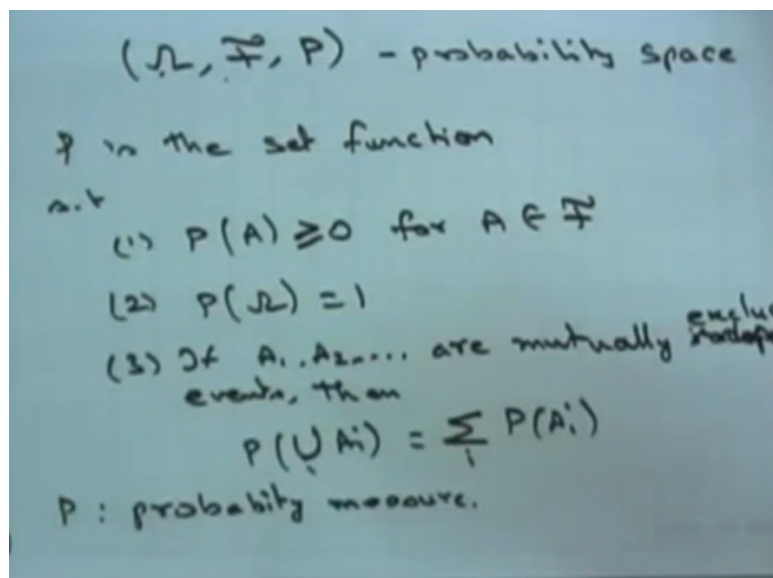 (Ω, F, P) - probability space
P is the set function
s.t
(1) P(A) ≥ 0 for A ∈ F
(2) P(Ω) = 1
(3) If A₁, A₂, .... are mutually exclu
events, then
P(∪ Ai) = Σ P(Ai)
i i
P : probabity measure.